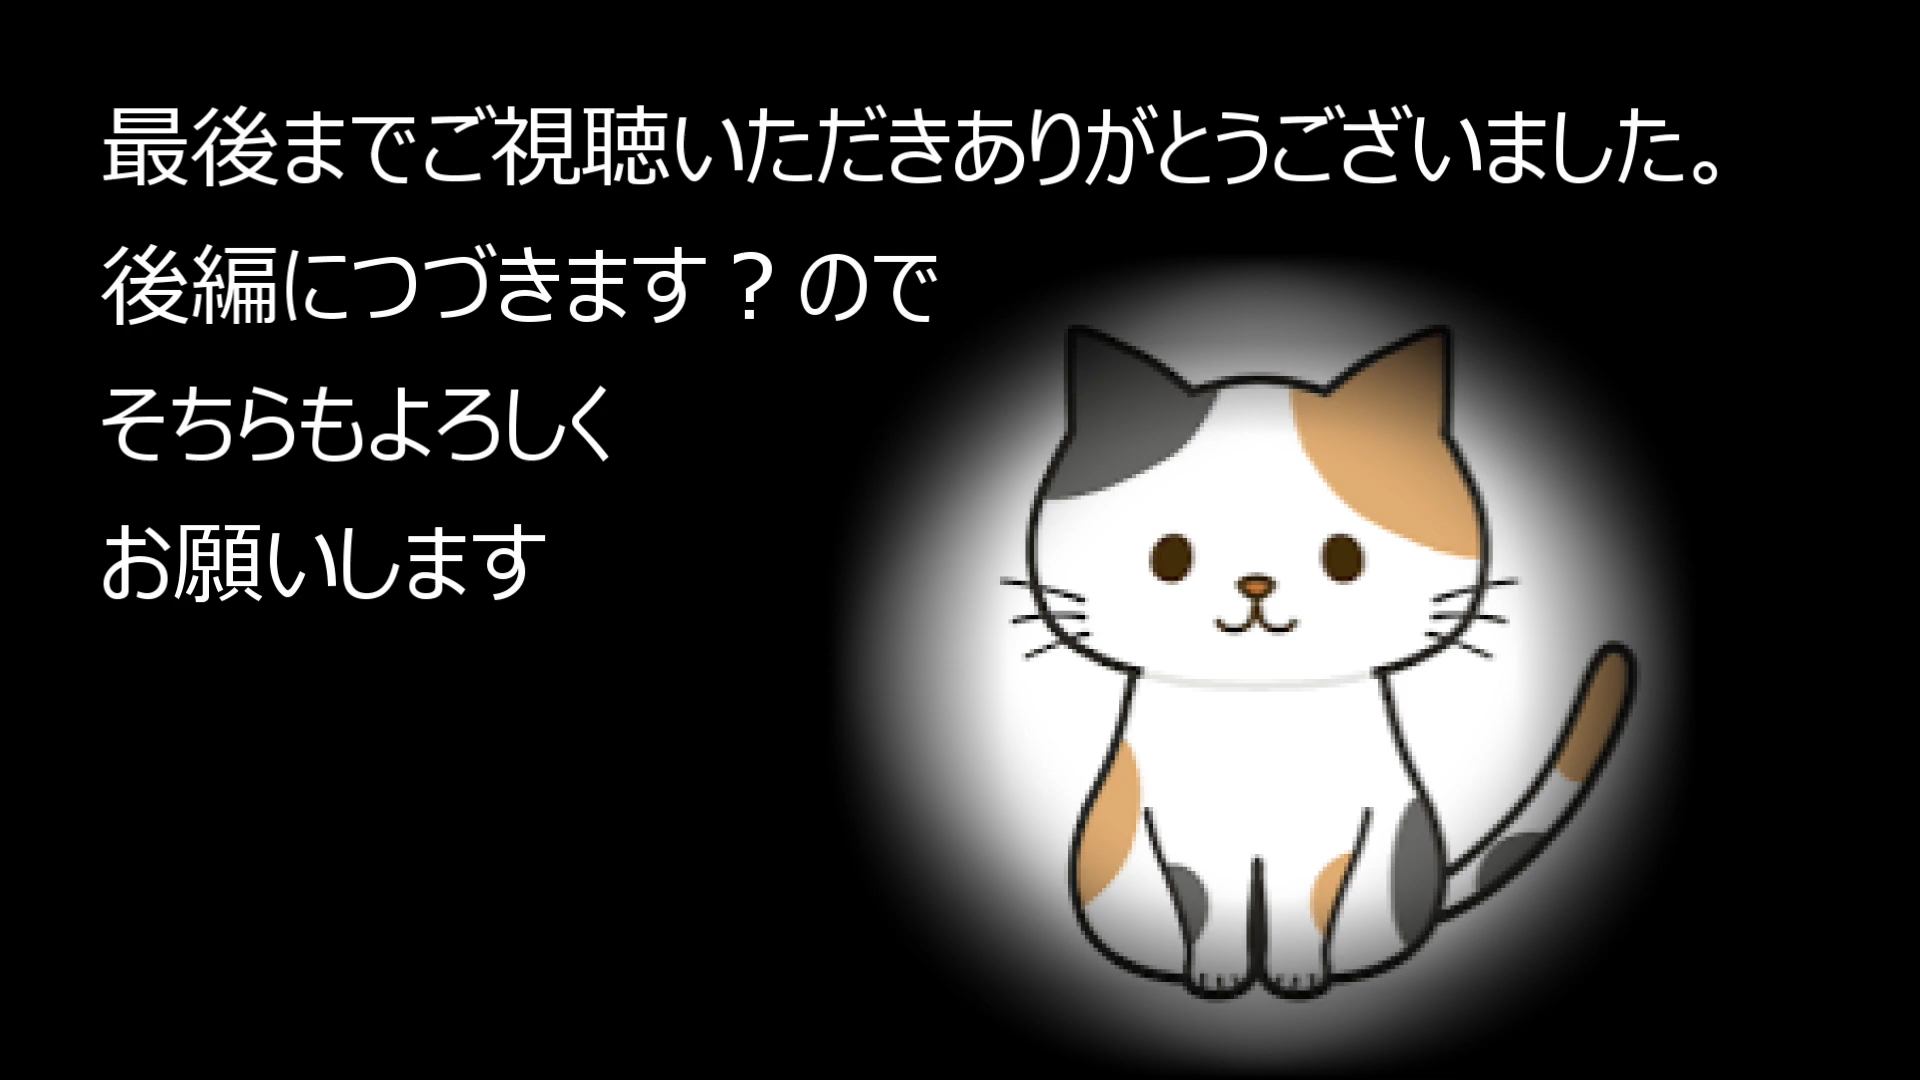 最後までご視聴いただきありがとうございました。
後編につづきます？ので
そちらもよろしく
お願いします